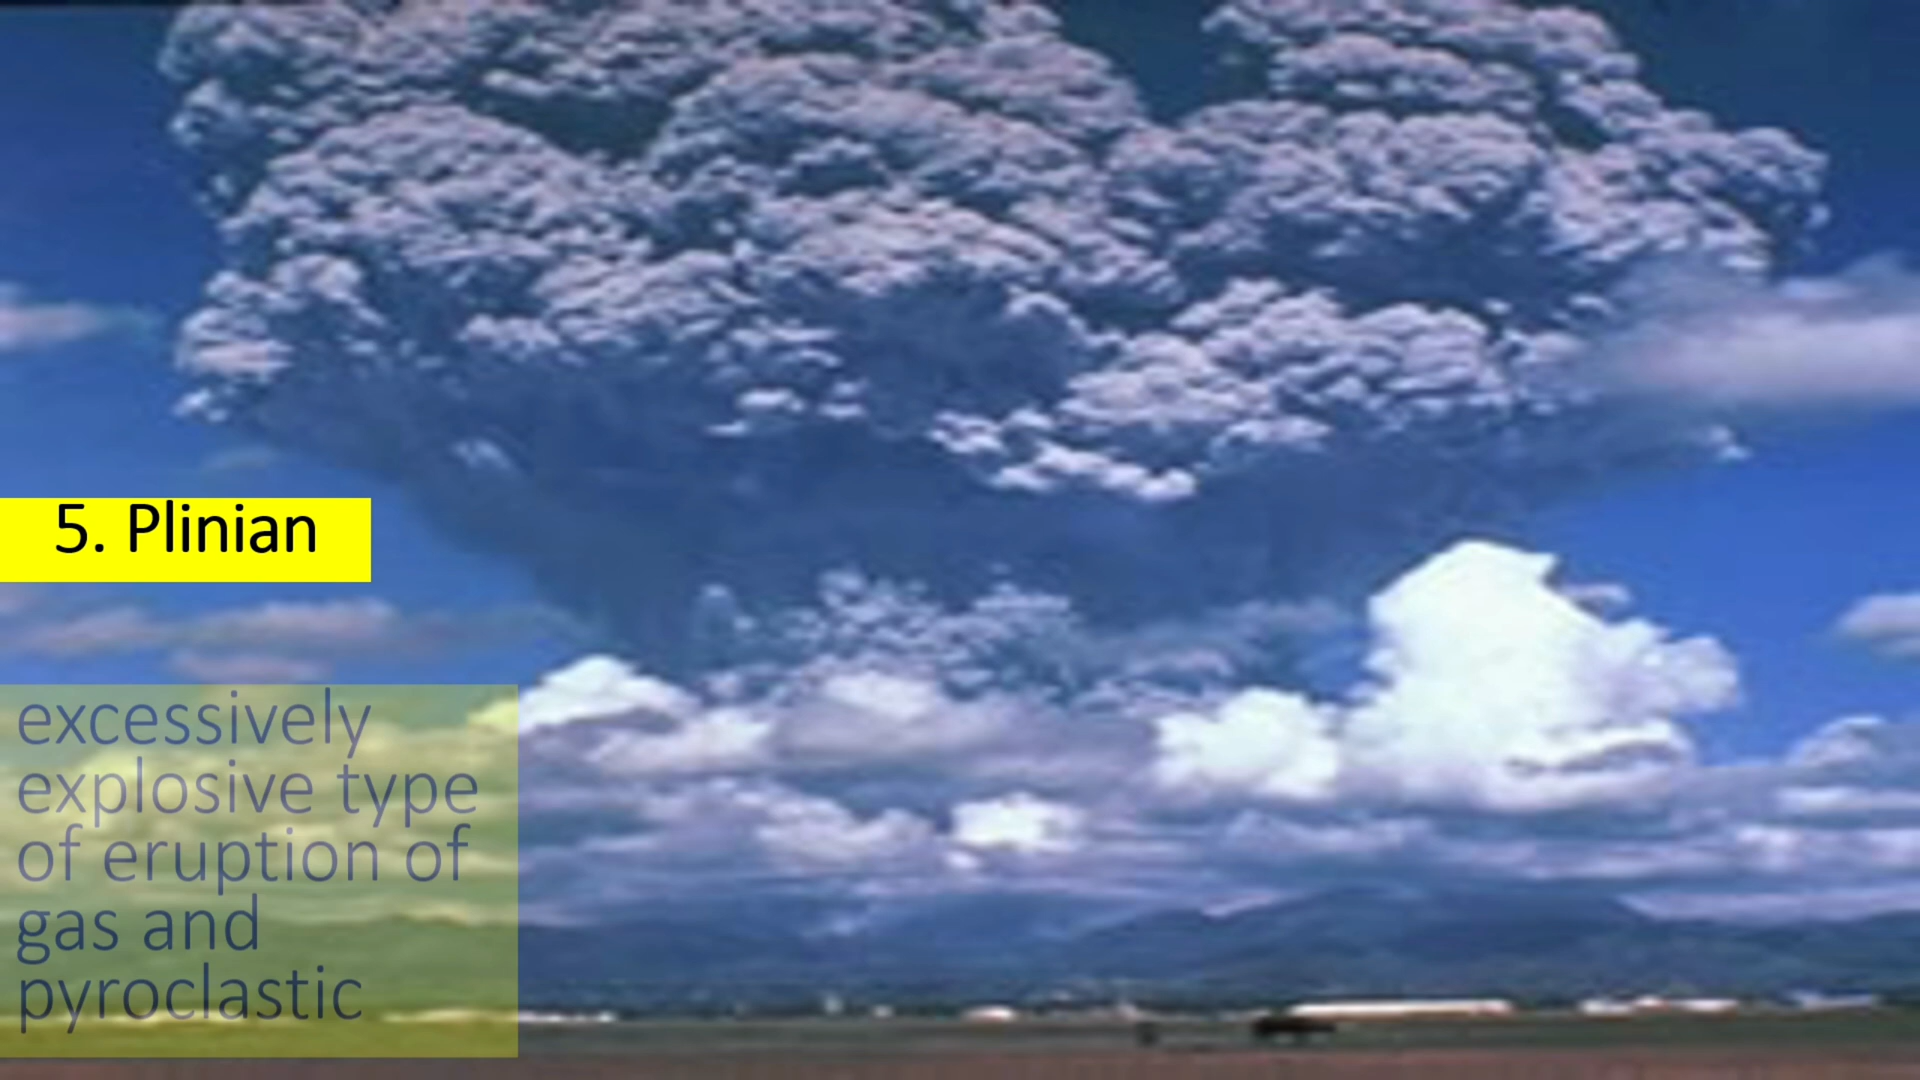 5. Plinian
excessively
explosive type
of eruption of
gas and
pyroclastic